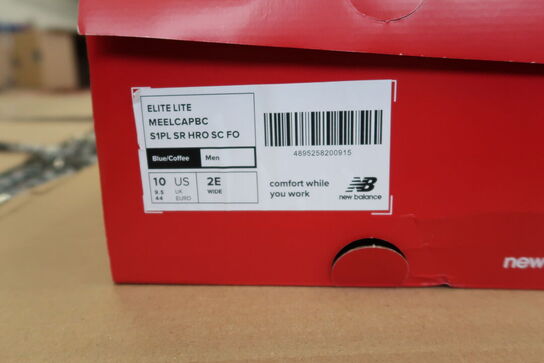 ELITE LITE
MEELCAPBC
S1PL SR HRO SC FO
Blue/Coffee Men
10 US 2E
9.5 UK WIDE
44 EURO
4895258200915
comfort while
you work
NB
new balance
new